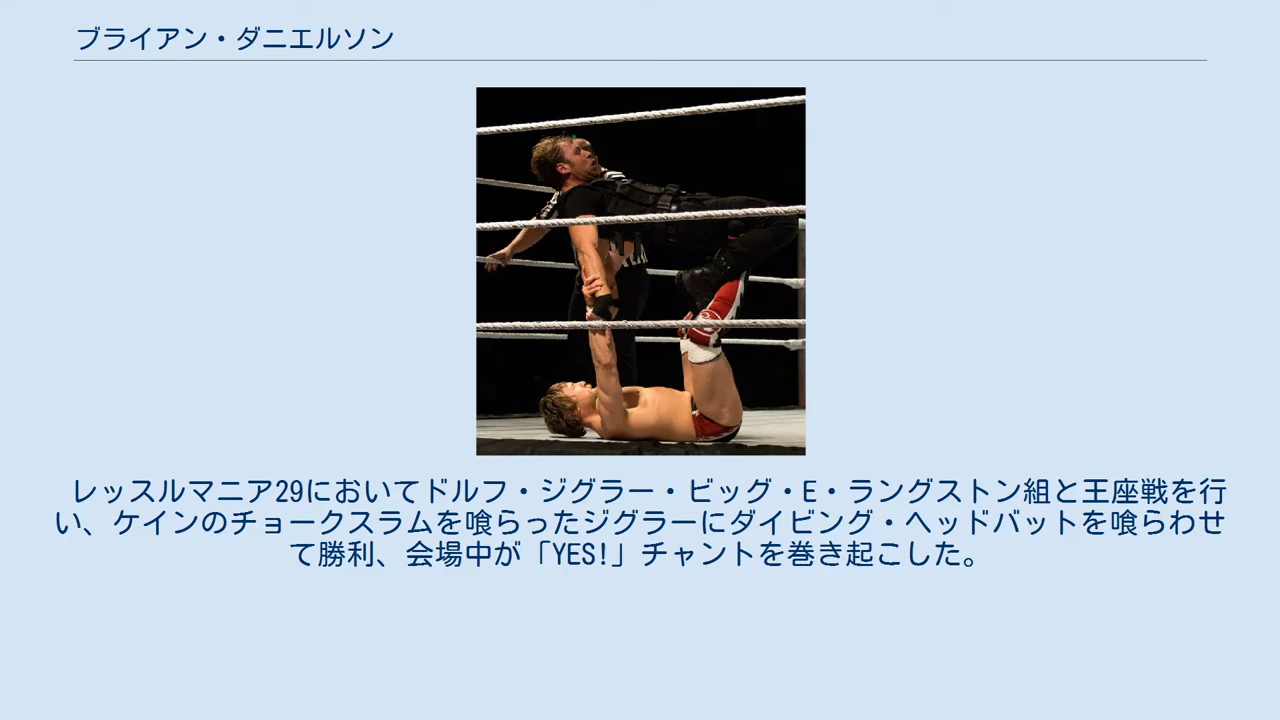 ブライアン・ダニエルソン
レッスルマニア29においてドルフ・ジグラー・ビッグ・E・ラングストン組と王座戦を行
い、ケインのチョークスラムを喰らったジグラーにダイビング・ヘッドバットを喰らわせ
て勝利、会場中が「YES!」チャントを巻き起こした。